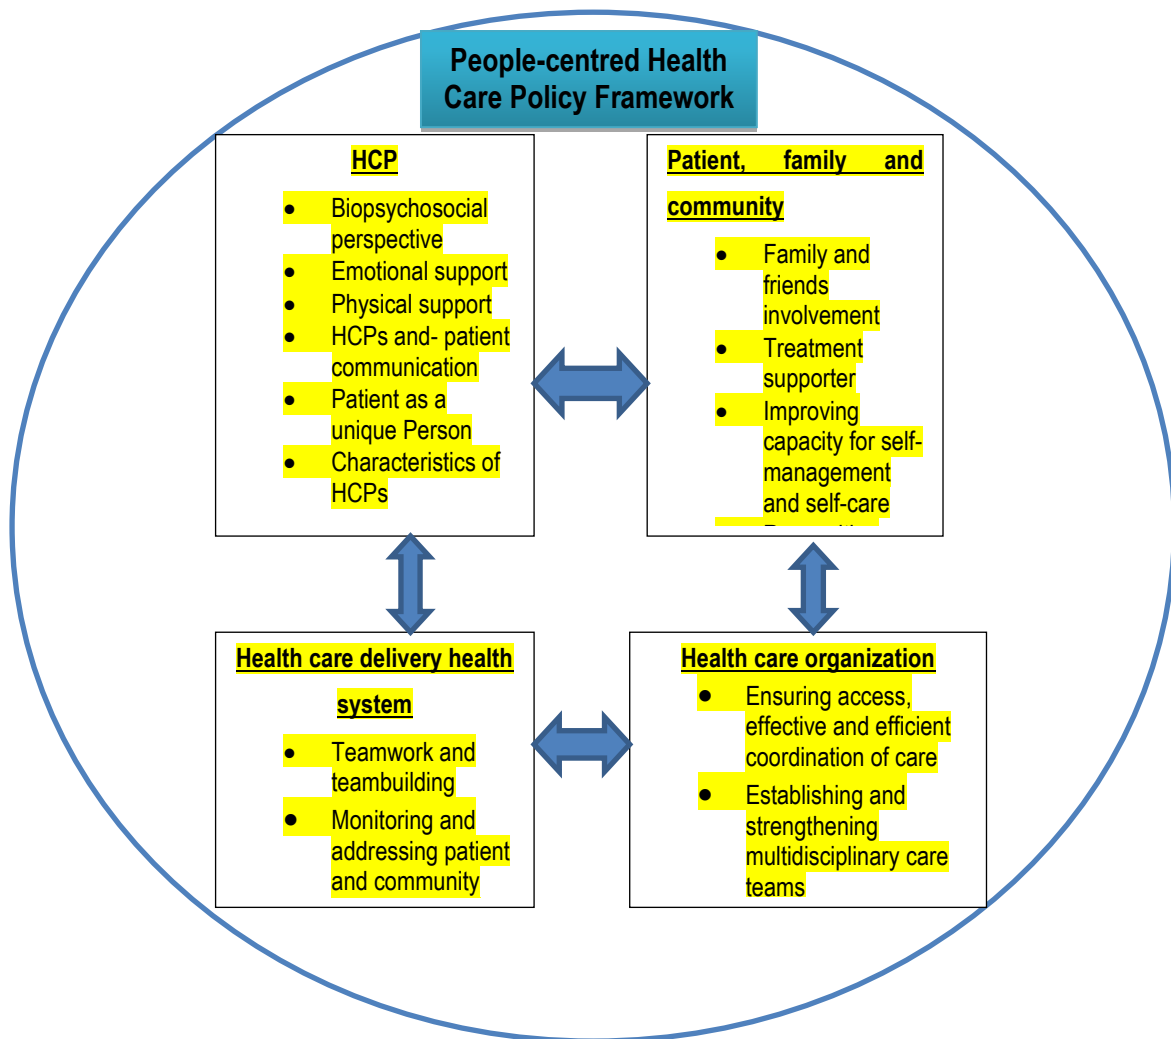 People-centred Health
Care Policy Framework
HCP
• Biopsychosocial
perspective
• Emotional support
• Physical support
• HCPs and- patient
communication
• Patient as a
unique Person
• Characteristics of
HCPs
Patient, family and
community
• Family and
friends
involvement
• Treatment
supporter
• Improving
capacity for self-
management
and self-care
Health care delivery health
system
• Teamwork and
teambuilding
• Monitoring and
addressing patient
and community
Health care organization
• Ensuring access,
effective and efficient
coordination of care
• Establishing and
strengthening
multidisciplinary care
teams